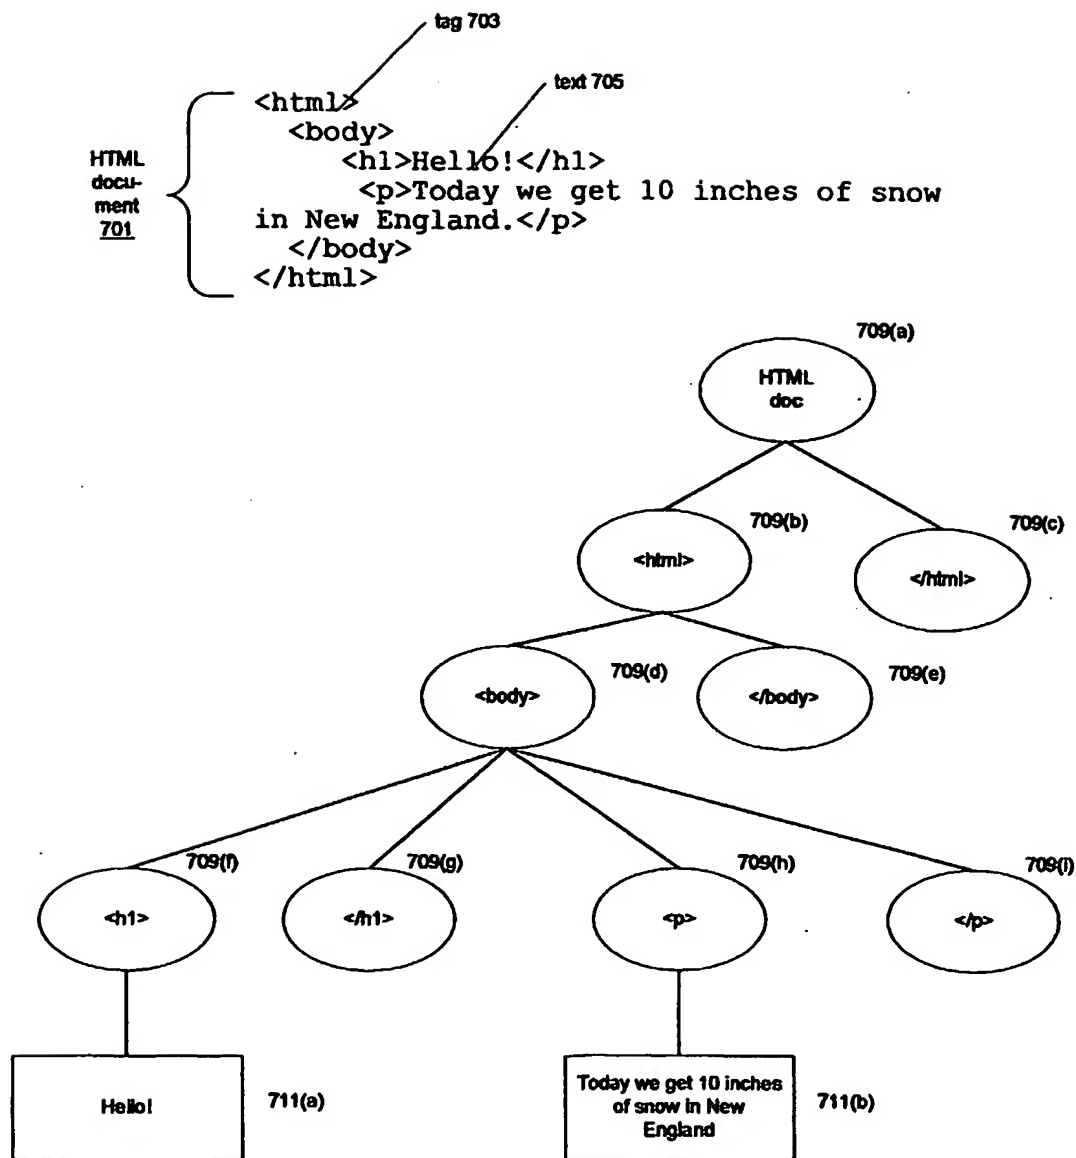 tag 703
text 705
<html>
<body>
<h1>Hello!</h1>
<p>Today we get 10 inches of snow
in New England.</p>
</body>
</html>
HTML
docu-
ment
701
709(a)
HTML
doc
709(b)
<html>
709(c)
</html>
709(d)
<body>
709(e)
</body>
709(f)
<h1>
709(g)
</h1>
709(h)
<p>
709(i)
</p>
Hello!
711(a)
Today we get 10 inches
of snow in New
England
711(b)